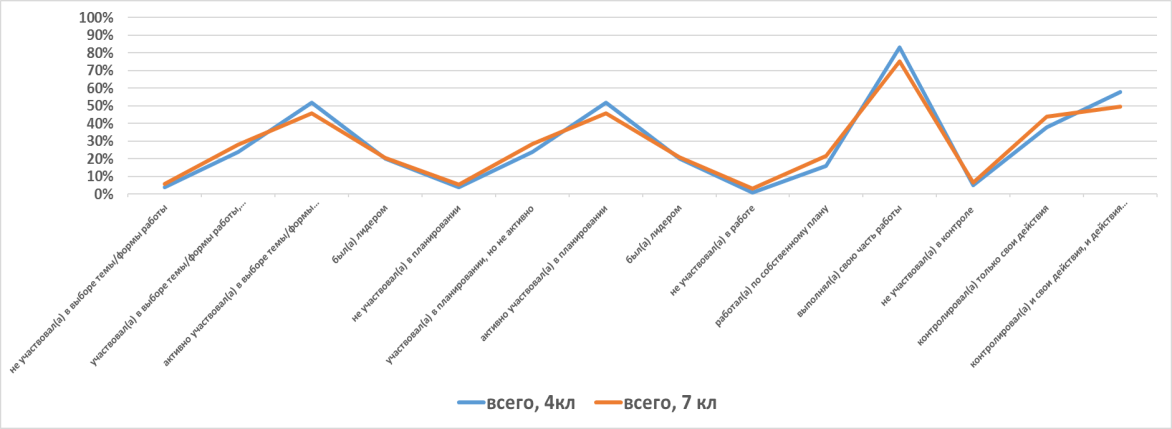 100%
90%
80%
70%
60%
50%
40%
30%
20%
10%
0%
не участвовал(а) в выборе темы/формы работы
участвовал(а) в выборе темы/формы работы,…
активно участвовал(а) в выборе темы/формы…
был(а) лидером
не участвовал(а) в планировании
участвовал(а) в планировании, но не активно
активно участвовал(а) в планировании
был(а) лидером
не участвовал(а) в работе
работал(а) по собственному плану
выполнял(а) свою часть работы
не участвовал(а) в контроле
контролировал(а) только свои действия
контролировал(а) и свои действия, и действия…
всего, 4кл
всего, 7 кл